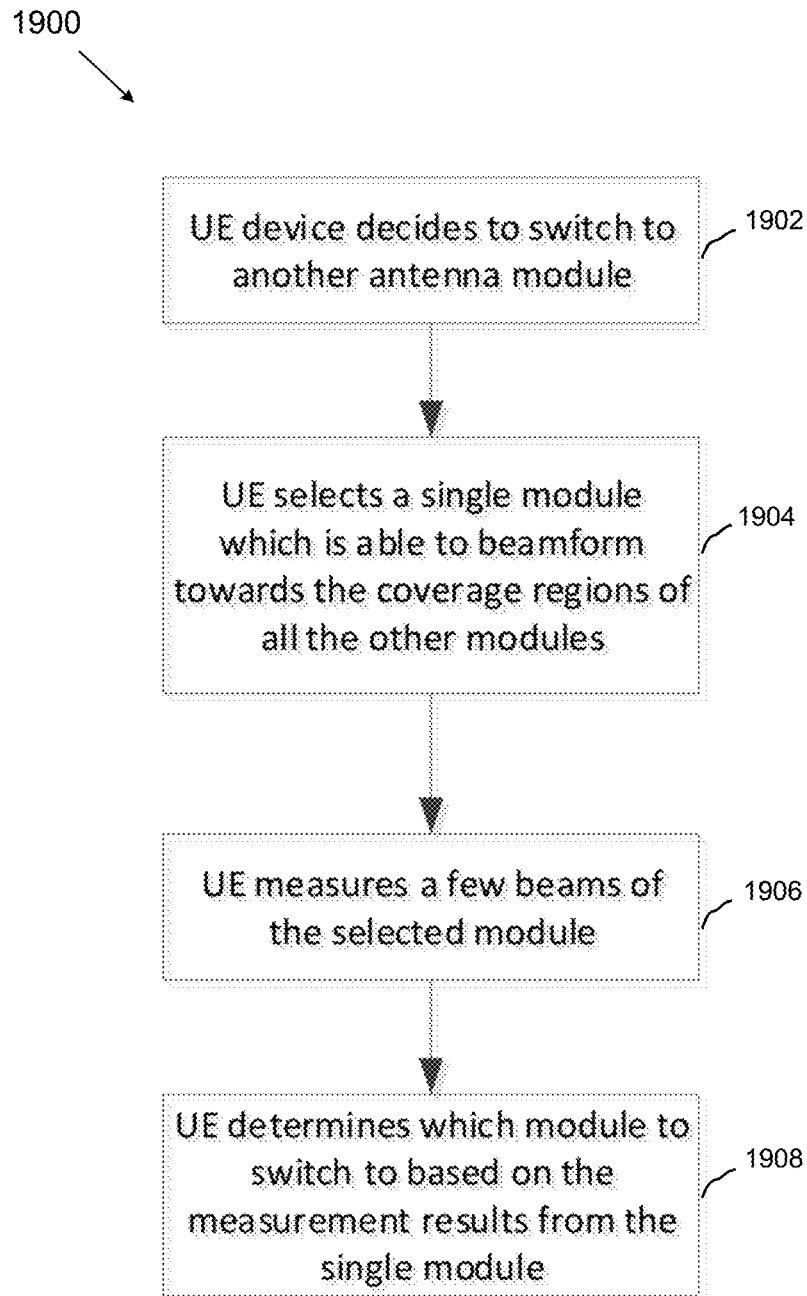 1900
UE device decides to switch to
another antenna module
1902
UE selects a single module
which is able to beamform
towards the coverage regions of
all the other modules
1904
UE measures a few beams of
the selected module
1906
UE determines which module to
switch to based on the
measurement results from the
single module
1908